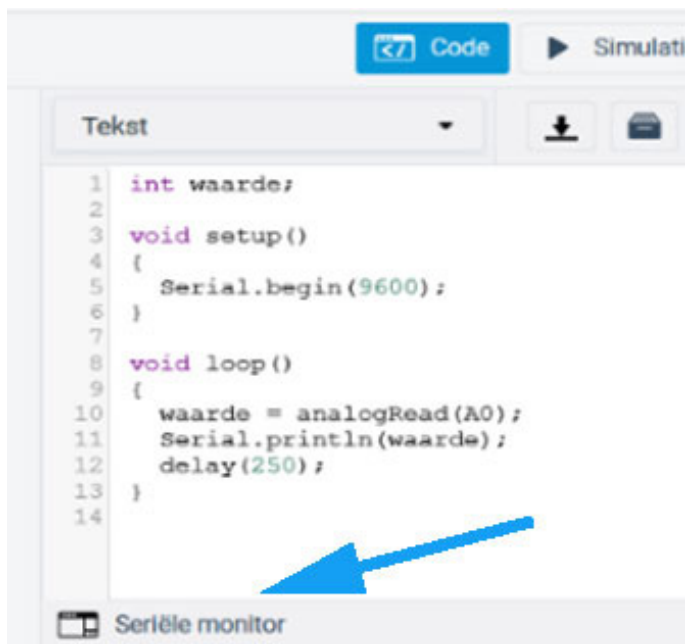 Code
Simulati
Tekst
1 int waarde;
2
3 void setup()
4 {
5   Serial.begin(9600);
6 }
7
8 void loop()
9 {
10   waarde = analogRead(A0);
11   Serial.println(waarde);
12   delay(250);
13 }
14
Seriële monitor